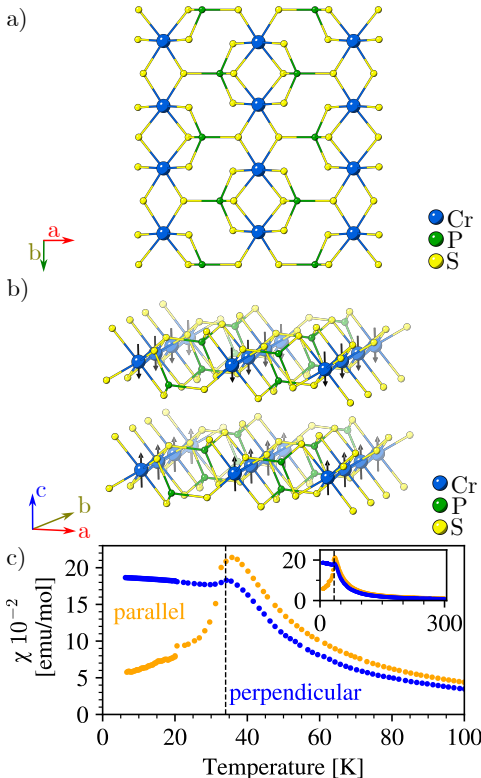 a)
a
b
Cr
P
S
b)
c
b
a
Cr
P
S
c)
χ 10⁻²
[emu/mol]
20
15
10
5
0
parallel
perpendicular
20
0
0
300
0
20
40
60
80
100
Temperature [K]